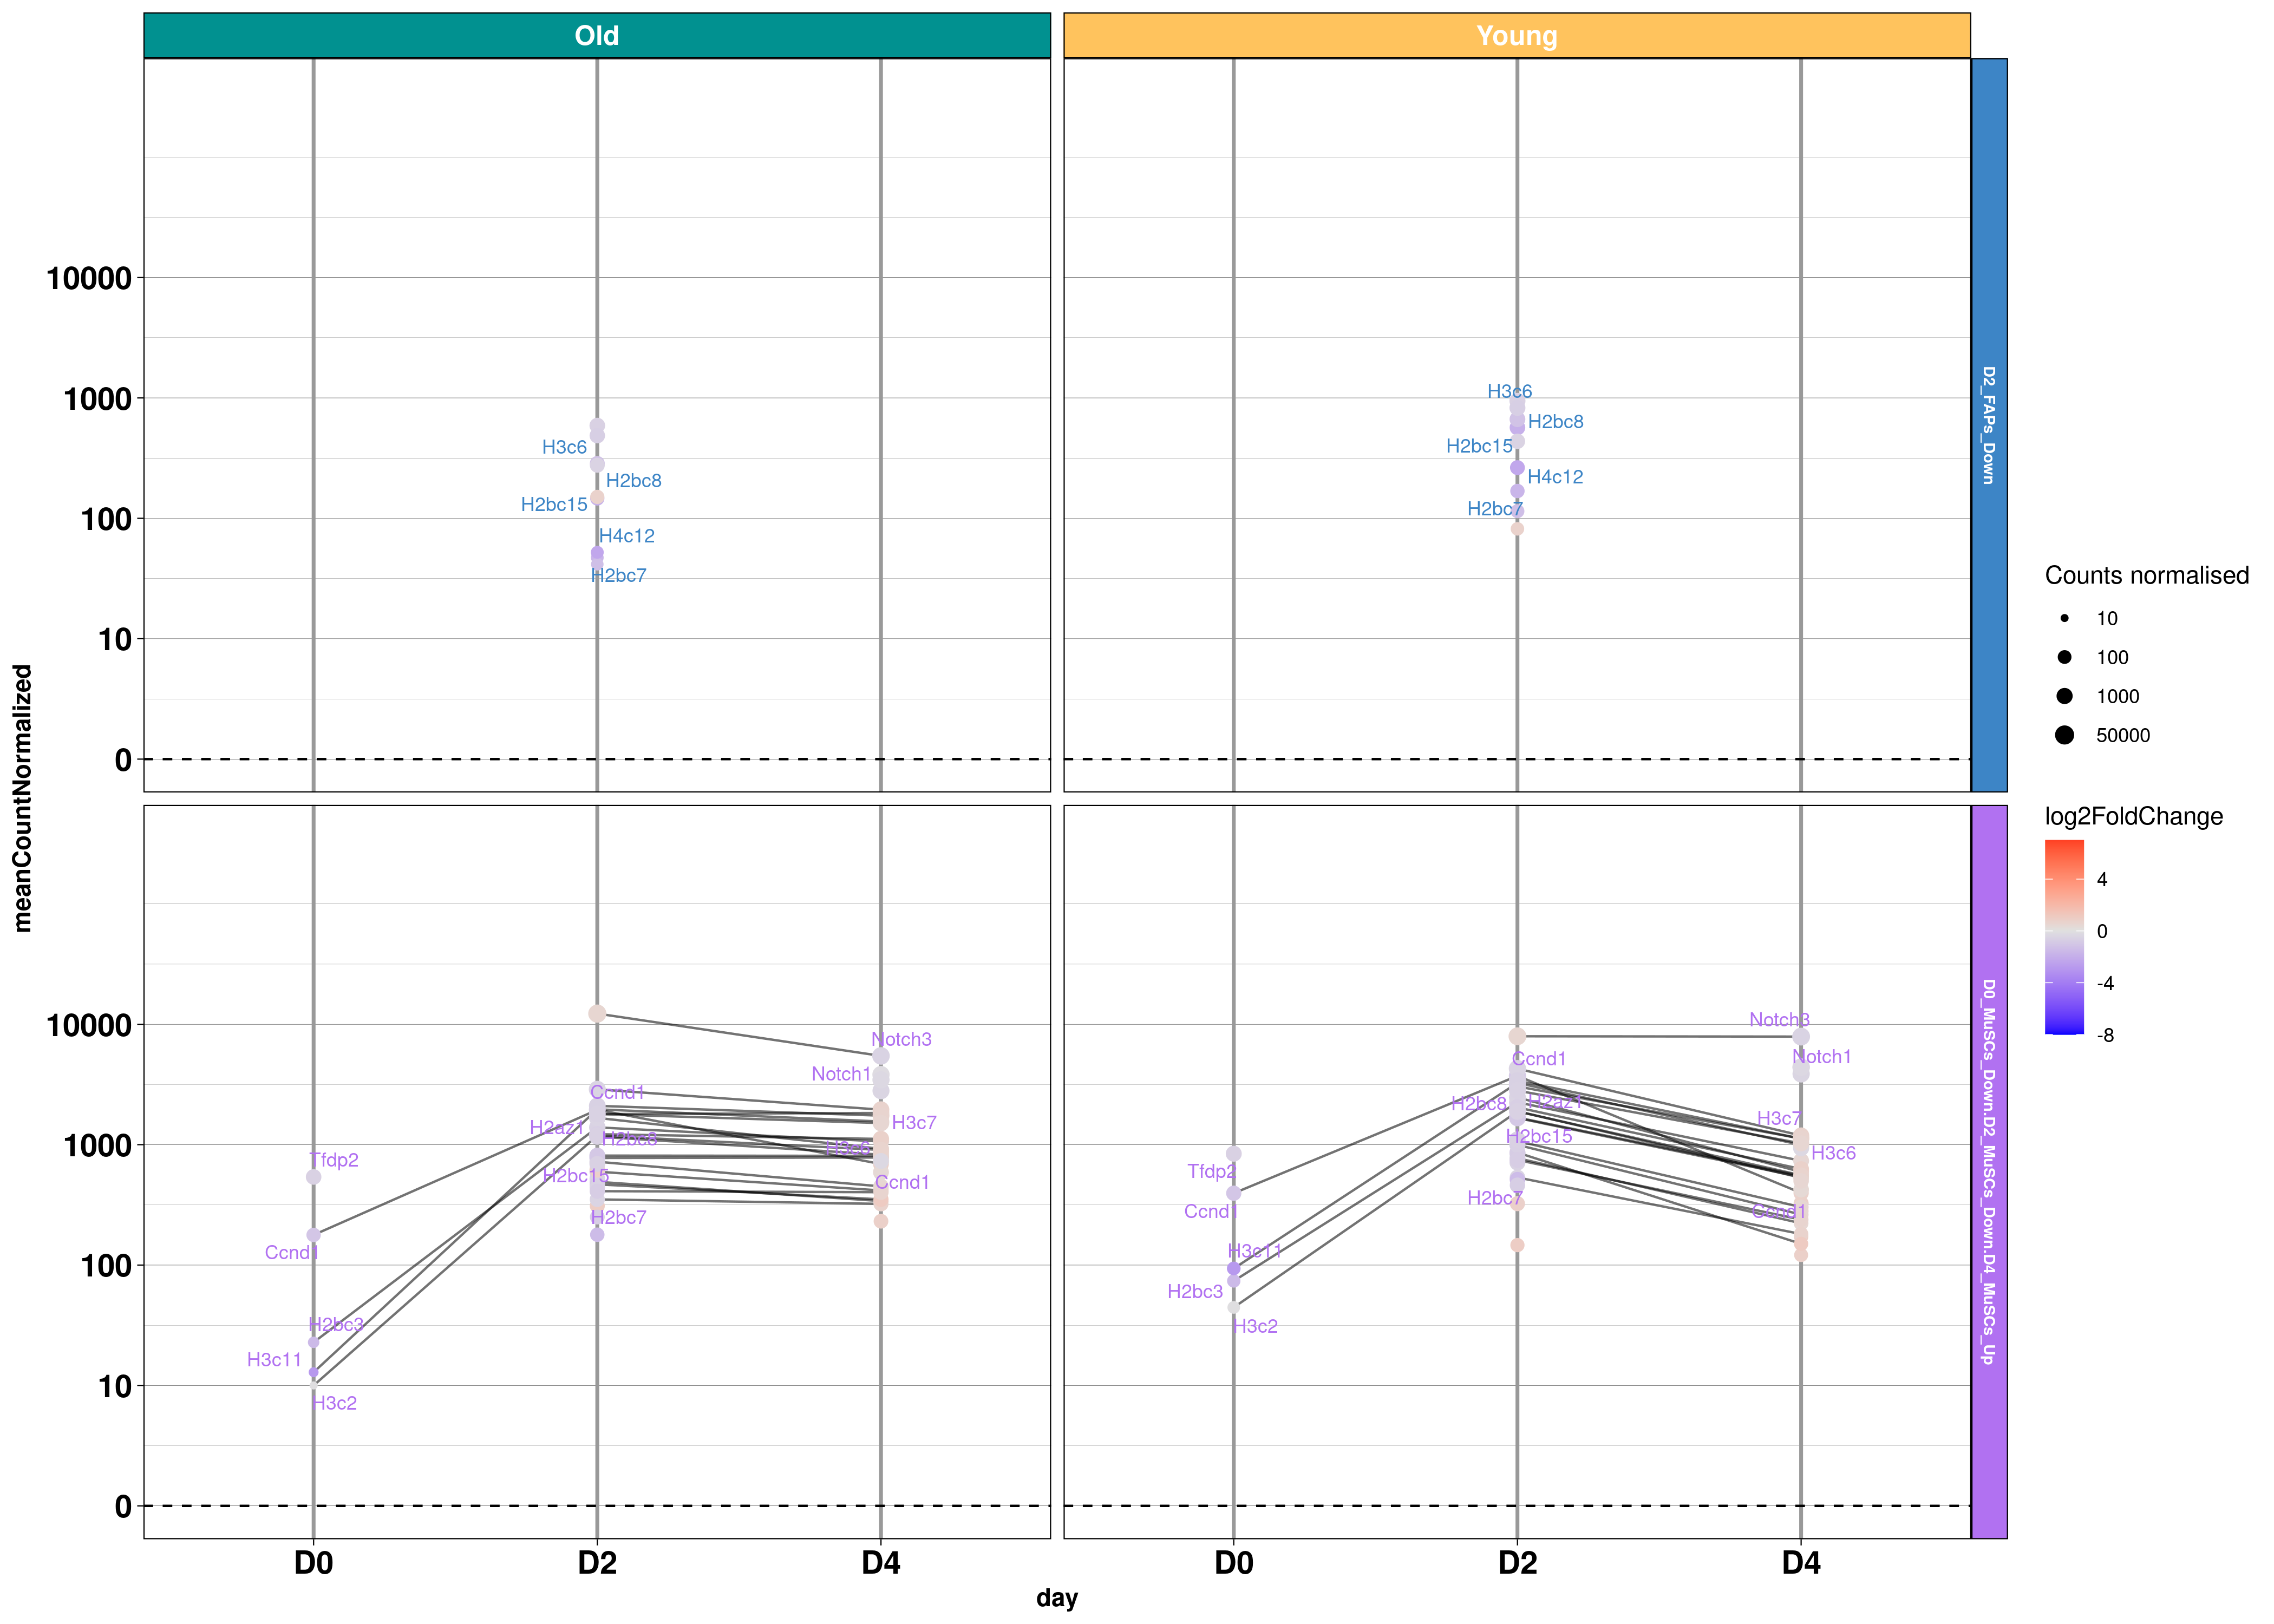 Old
Young
meanCountNormalized
10000
1000
100
10
0
H3c6
H2bc8
H2bc15
H4c12
H2bc7
H3c6
H2bc8
H2bc15
H4c12
H2bc7
D2_FAPs_Down
10000
1000
100
10
0
Tfdp2
Ccnd1
H2bc3
H3c11
H3c2
Ccnd1
H2az1
H2bc8
H2bc15
H2bc7
Notch3
Notch1
H3c7
H3c6
Ccnd1
Tfdp2
Ccnd1
H3c11
H2bc3
H3c2
Ccnd1
H2bc8
H2az1
H2bc15
H2bc7
Notch3
Notch1
H3c7
H3c6
Ccnd1
D0_MuSCs_Down.D2_MuSCs_Down.D4_MuSCs_Up
D0
D2
D4
D0
D2
D4
day
Counts normalised
10
100
1000
50000
log2FoldChange
4
0
-4
-8